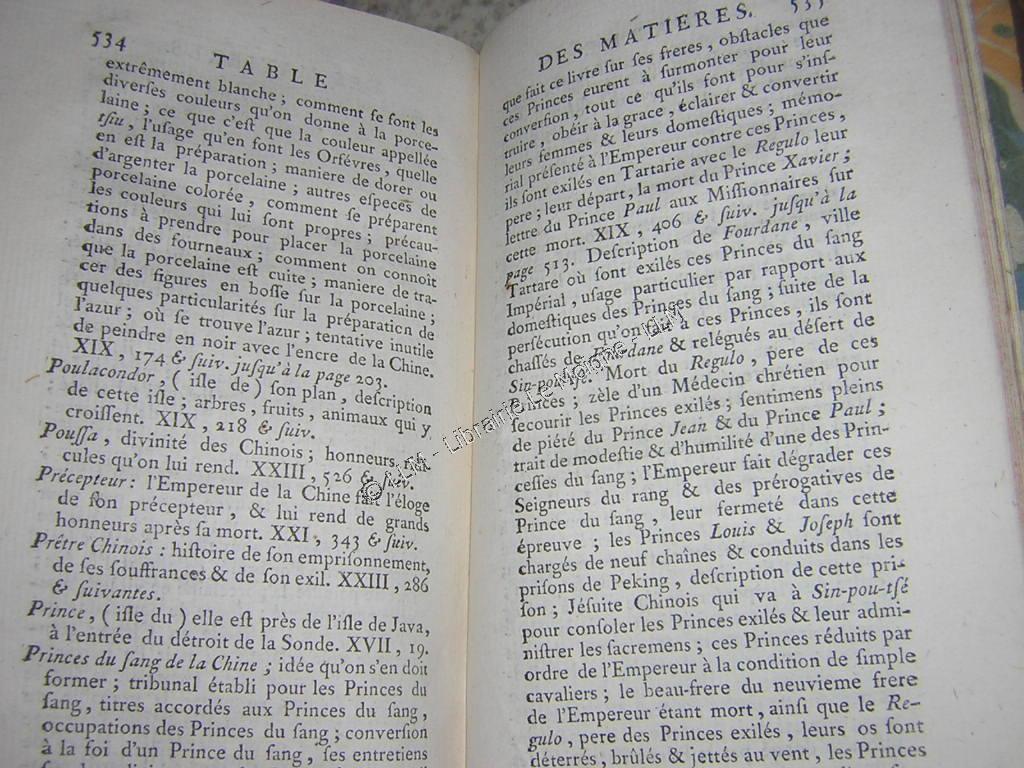 534
TABLE
extrêmement blanche ; comment ſe font les
diverſes couleurs qu'on donne à la porce-
laine ; ce que c'eſt que la couleur appellée
tſiu, l'uſage qu'en font les Orfévres, quelle
en eſt la préparation ; maniere de dorer ou
d'argenter la porcelaine ; autres eſpeces de
porcelaine colorée, comment ſe préparent
les couleurs qui lui ſont propres ; précau-
tions à prendre pour placer la porcelaine
dans des fourneaux ; comment on connoît
que la porcelaine eſt cuite ; maniere de tra-
cer des figures en boſſe ſur la porcelaine ;
quelques particularités ſur la préparation de
l'azur ; où ſe trouve l'azur ; tentative inutile
de peindre en noir avec l'encre de la Chine.
XIX, 174 & ſuiv. juſqu'à la page 203.
Poulacondor, ( iſle de ) ſon plan, deſcription
de cette iſle ; arbres, fruits, animaux qui y
croiſſent. XIX, 218 & ſuiv.
Pouſſa, divinité des Chinois ; honneurs
cules qu'on lui rend. XXIII, 526 &
Précepteur : l'Empereur de la Chine fait l'éloge
de ſon précepteur, & lui rend de grands
honneurs après ſa mort. XXI, 343 & ſuiv.
Prêtre Chinois : hiſtoire de ſon empriſonnement,
de ſes ſouffrances & de ſon exil. XXIII, 286
& ſuivantes.
Prince, ( iſle du ) elle eſt près de l'iſle de Java,
à l'entrée du détroit de la Sonde. XVII, 19.
Princes du ſang de la Chine ; idée qu'on s'en doit
former ; tribunal établi pour les Princes du
ſang, titres accordés aux Princes du ſang,
occupations des Princes du ſang ; converſion
à la foi d'un Prince du ſang, ſes entretiens
DES MATIERES.
que fait ce livre ſur ſes freres, obſtacles que
ces Princes eurent à ſurmonter pour leur
converſion, tout ce qu'ils font pour s'inſ-
truire, obéir à la grace, éclairer & convertir
leurs femmes & leurs domeſtiques ; mémo-
rial préſenté à l'Empereur contre ces Princes,
ils ſont exilés en Tartarie avec le Regulo leur
pere ; leur départ, la mort du Prince Xavier ;
lettre du Prince Paul aux Miſſionnaires ſur
cette mort. XIX, 406 & ſuiv. juſqu'à la
page 513. Deſcription de Fourdane, ville
Tartare où ſont exilés ces Princes du ſang
Impérial, uſage particulier par rapport aux
domeſtiques des Princes du ſang ; ſuite de la
perſécution qu'on fait à ces Princes, ils ſont
chaſſés de Fourdane & relégués au déſert de
Sin-pou-tſé. Mort du Regulo, pere de ces
Princes ; zèle d'un Médecin chrétien pour
ſecourir les Princes exilés ; ſentimens pleins
de piété du Prince Jean & du Prince Paul ;
trait de modeſtie & d'humilité d'une des Prin-
ceſſes du ſang ; l'Empereur fait dégrader ces
Seigneurs du rang & des prérogatives de
Prince du ſang, leur fermeté dans cette
épreuve ; les Princes Louis & Joſeph ſont
chargés de neuf chaînes & conduits dans les
priſons de Peking, deſcription de cette pri-
ſon ; Jéſuite Chinois qui va à Sin-pou-tſé
pour conſoler les Princes exilés & leur admi-
niſtrer les ſacremens ; ces Princes réduits par
ordre de l'Empereur à la condition de ſimple
cavaliers ; le beau-frere du neuvieme frere
de l'Empereur étant mort, ainſi que le Re-
gulo, pere des Princes exilés, leurs os ſont
déterrés, brûlés & jettés au vent, les Princes
Librairie Le Mejone - LLM